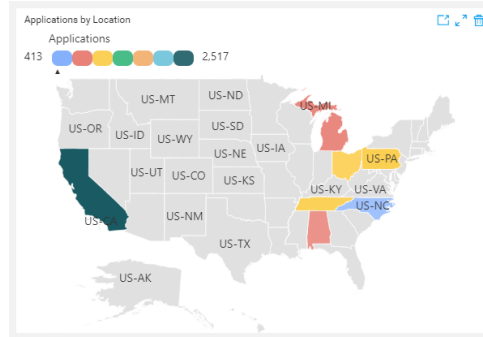 Applications by Location
Applications
413 2,517
US-MT US-ND
US-MI
US-OR US-ID US-WY US-SD
US-NE US-IA
US-PA
US-UT US-CO US-KS US-KY US-VA
US-CA US-NM US-NC
US-TX
US-AK